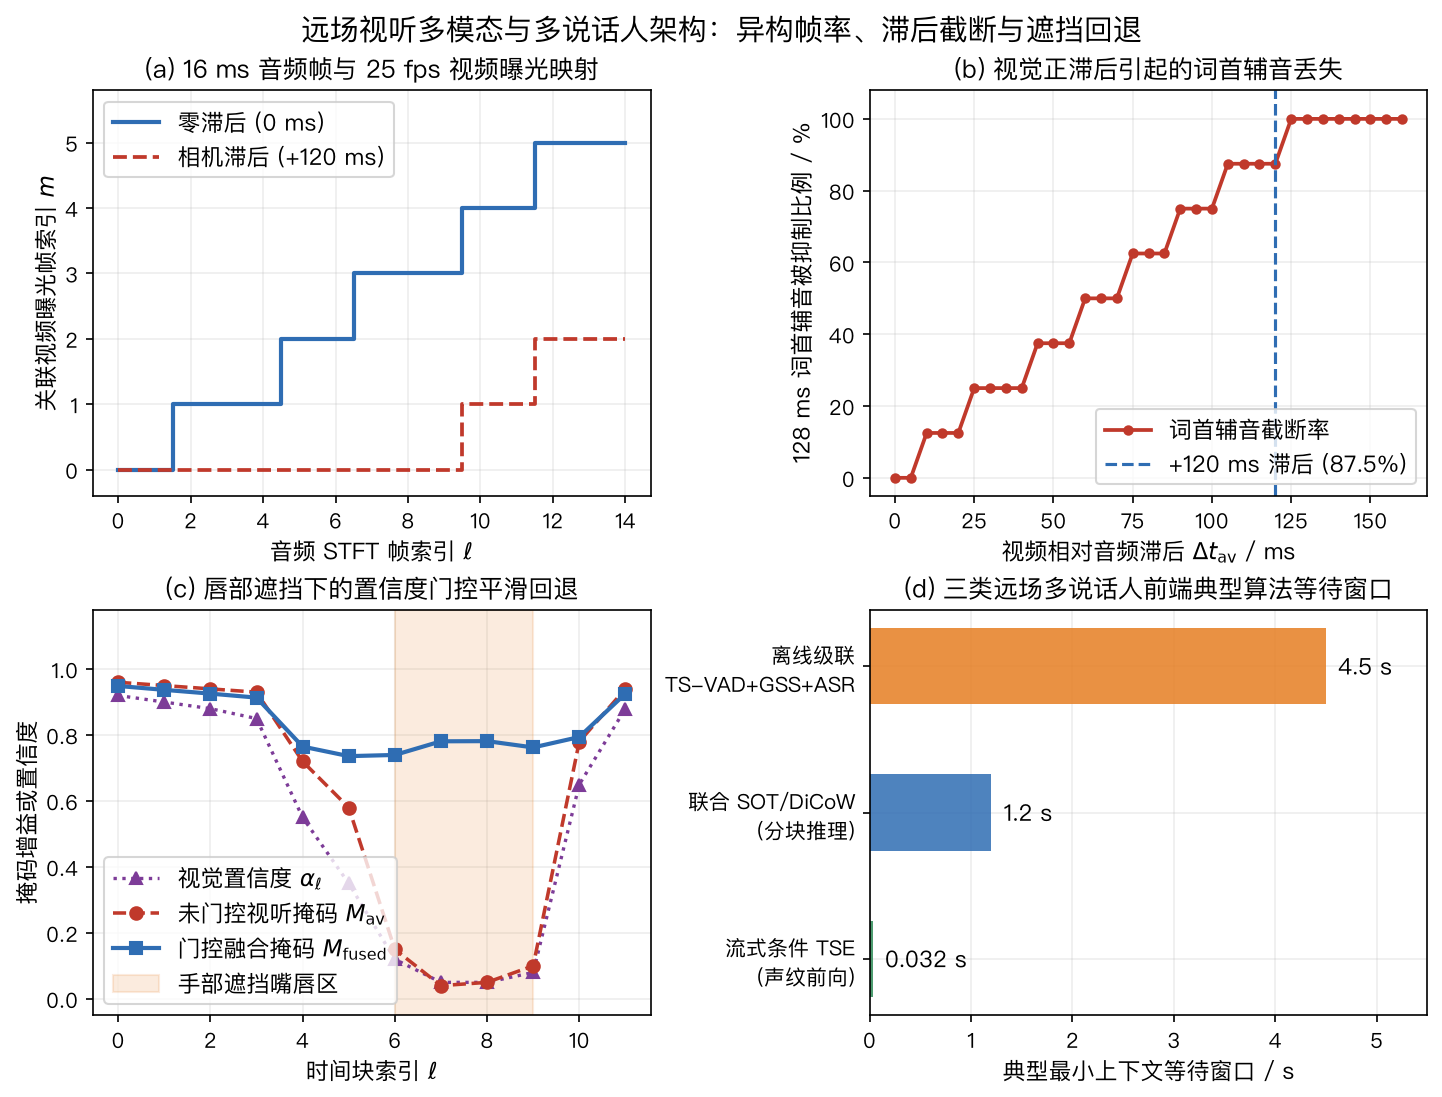 远场视听多模态与多说话人架构：异构帧率、滞后截断与遮挡回退
(a) 16 ms 音频帧与 25 fps 视频曝光映射
关联视频曝光帧索引 m
5
4
3
2
1
0
零滞后 (0 ms)
相机滞后 (+120 ms)
0 2 4 6 8 10 12 14
音频 STFT 帧索引 ℓ
(b) 视觉正滞后引起的词首辅音丢失
128 ms 词首辅音被抑制比例 / %
100
80
60
40
20
0
词首辅音截断率
+120 ms 滞后 (87.5%)
0 25 50 75 100 125 150
视频相对音频滞后 Δt_av / ms
(c) 唇部遮挡下的置信度门控平滑回退
掩码增益或置信度
1.0
0.8
0.6
0.4
0.2
0.0
视觉置信度 α_ℓ
未门控视听掩码 M_av
门控融合掩码 M_fused
手部遮挡嘴唇区
0 2 4 6 8 10
时间块索引 ℓ
(d) 三类远场多说话人前端典型算法等待窗口
离线级联
TS−VAD+GSS+ASR
4.5 s
联合 SOT/DiCoW
(分块推理)
1.2 s
流式条件 TSE
(声纹前向)
0.032 s
0 1 2 3 4 5
典型最小上下文等待窗口 / s